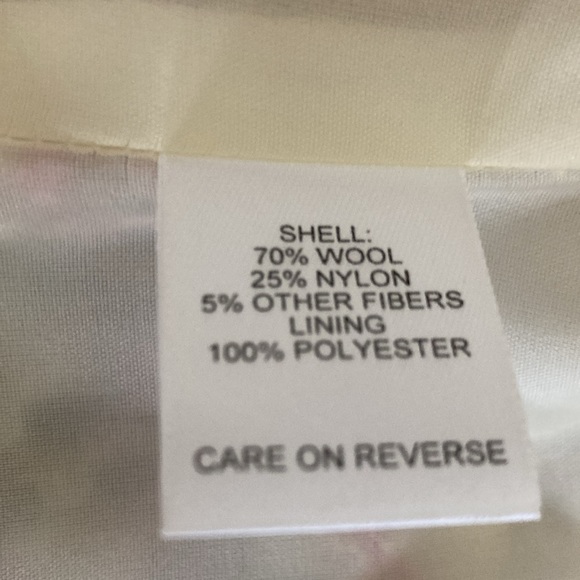 SHELL:
70% WOOL
25% NYLON
5% OTHER FIBERS
LINING
100% POLYESTER
CARE ON REVERSE